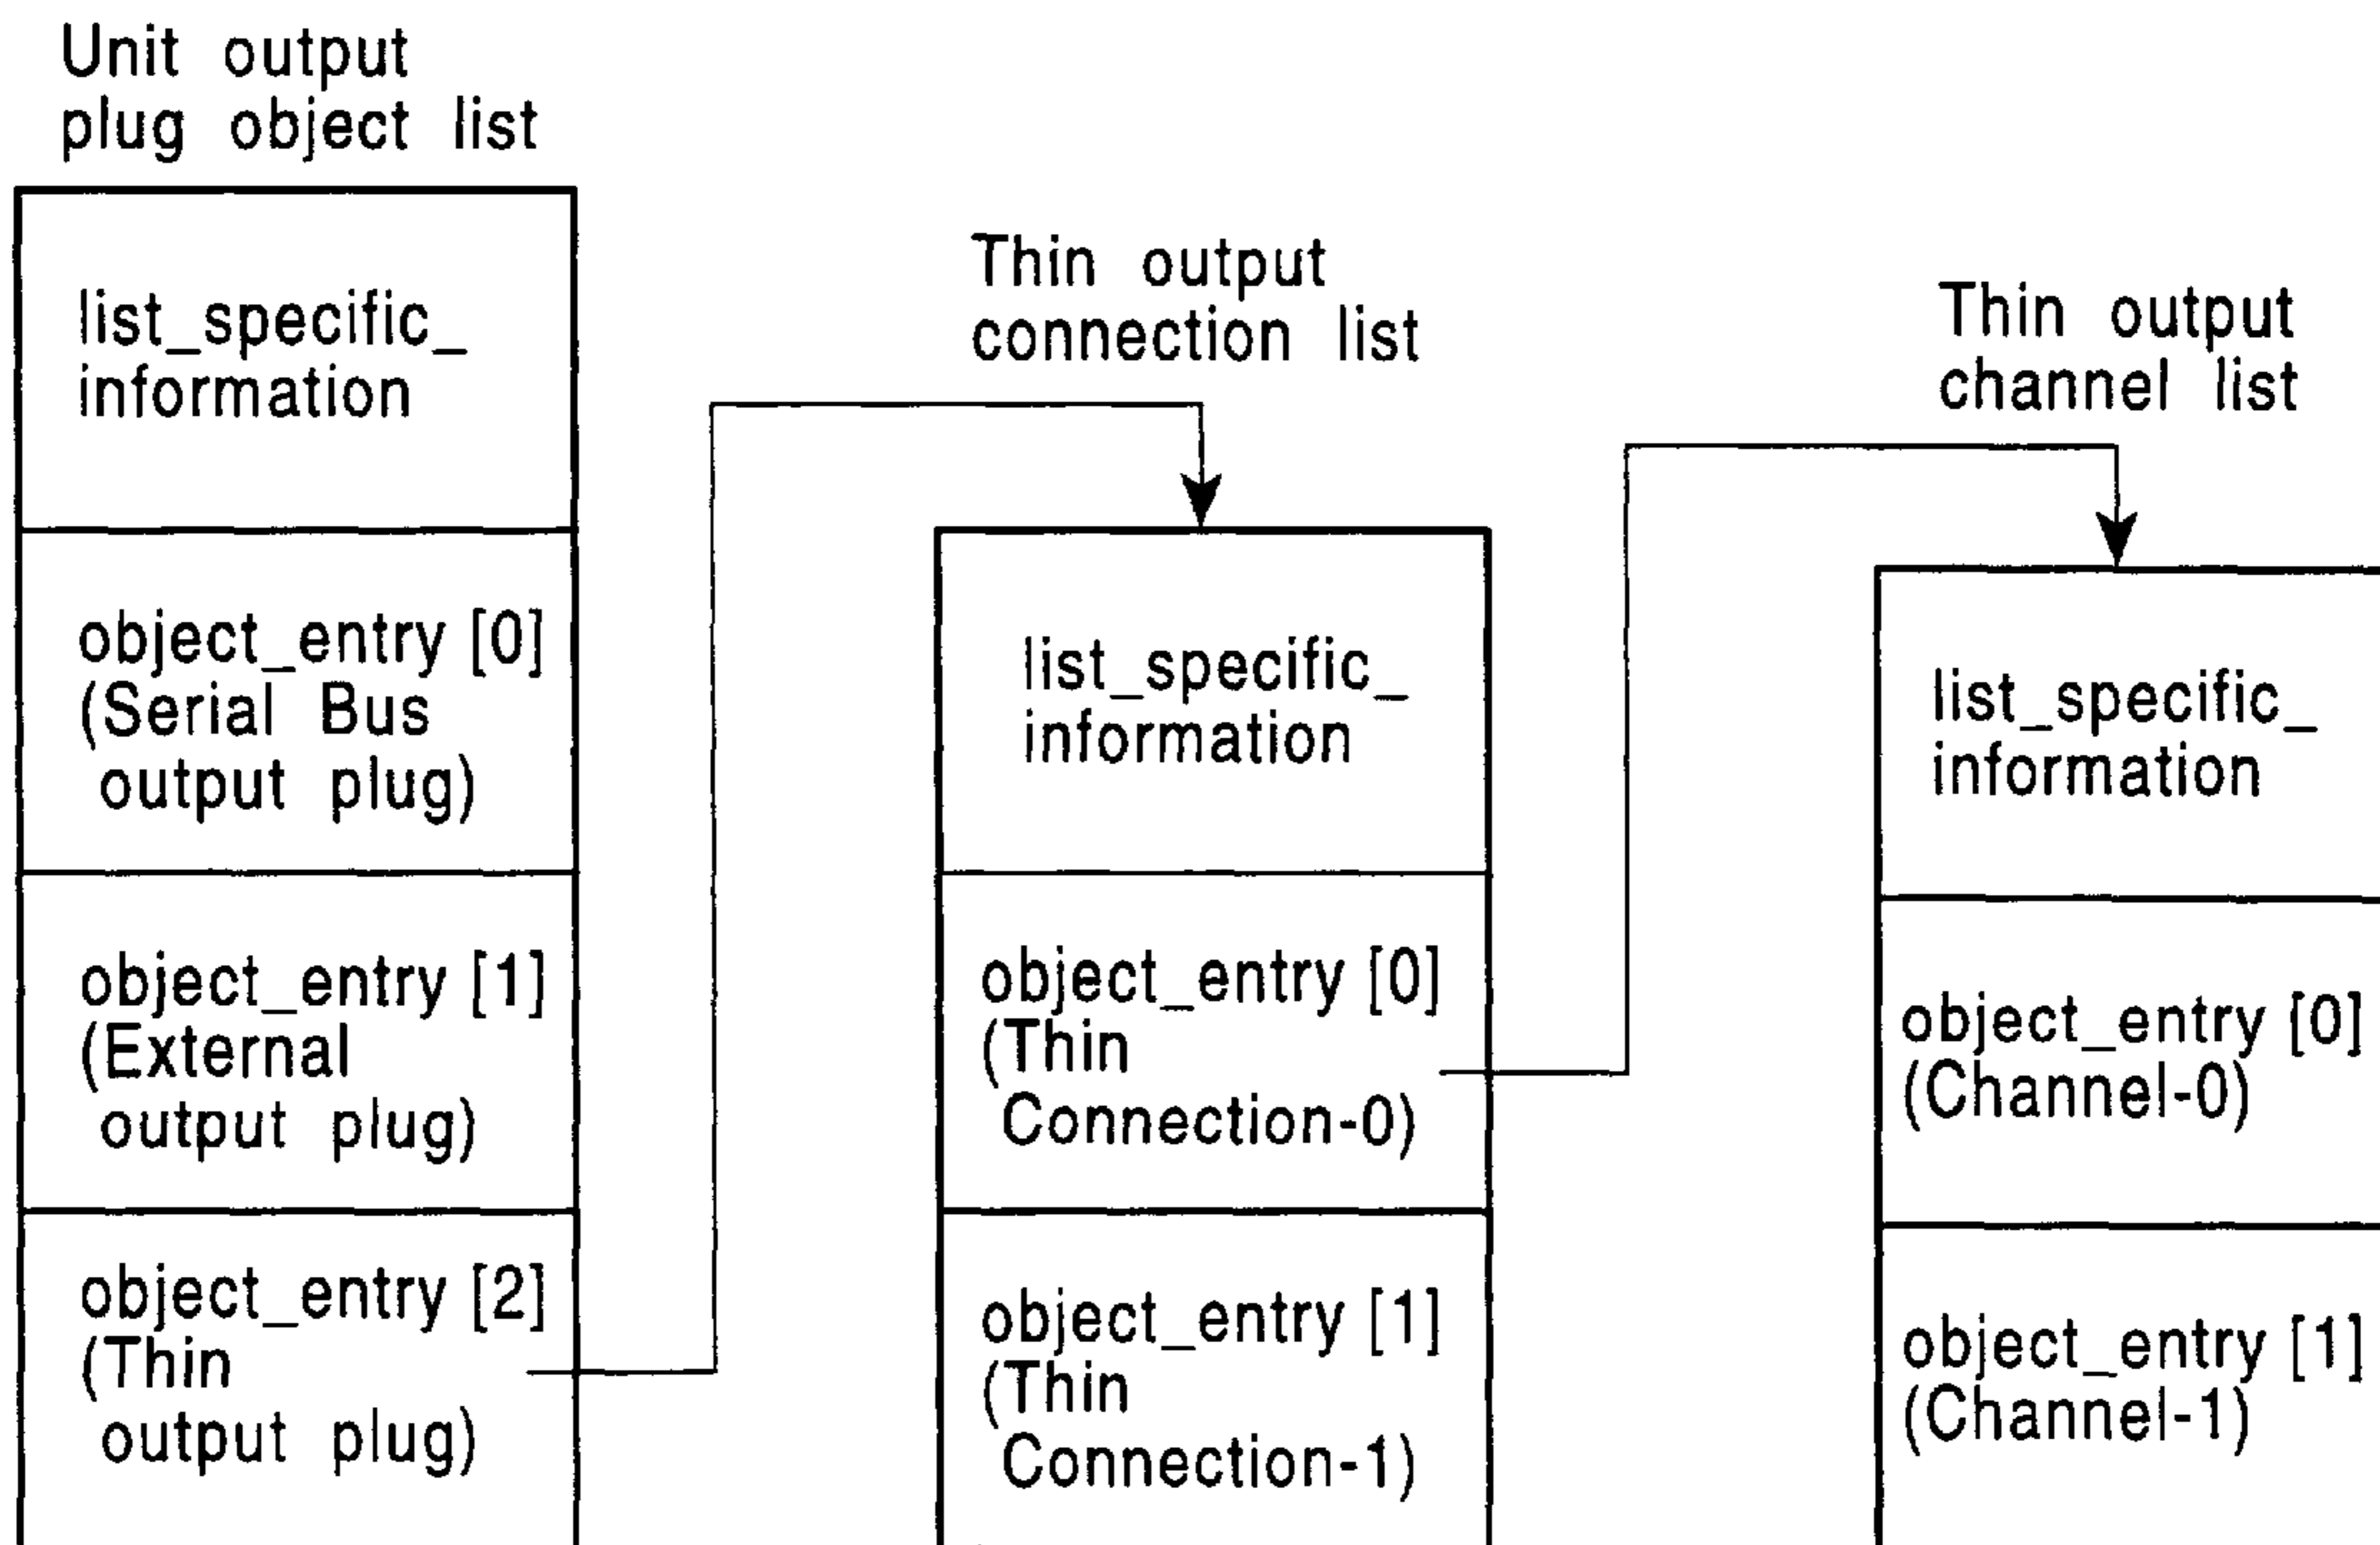 Unit output
plug object list
list_specific_
information
object_entry [0]
(Serial Bus
output plug)
object_entry [1]
(External
output plug)
object_entry [2]
(Thin
output plug)
Thin output
connection list
list_specific_
information
object_entry [0]
(Thin
Connection-0)
object_entry [1]
(Thin
Connection-1)
Thin output
channel list
list_specific_
information
object_entry [0]
(Channel-0)
object_entry [1]
(Channel-1)